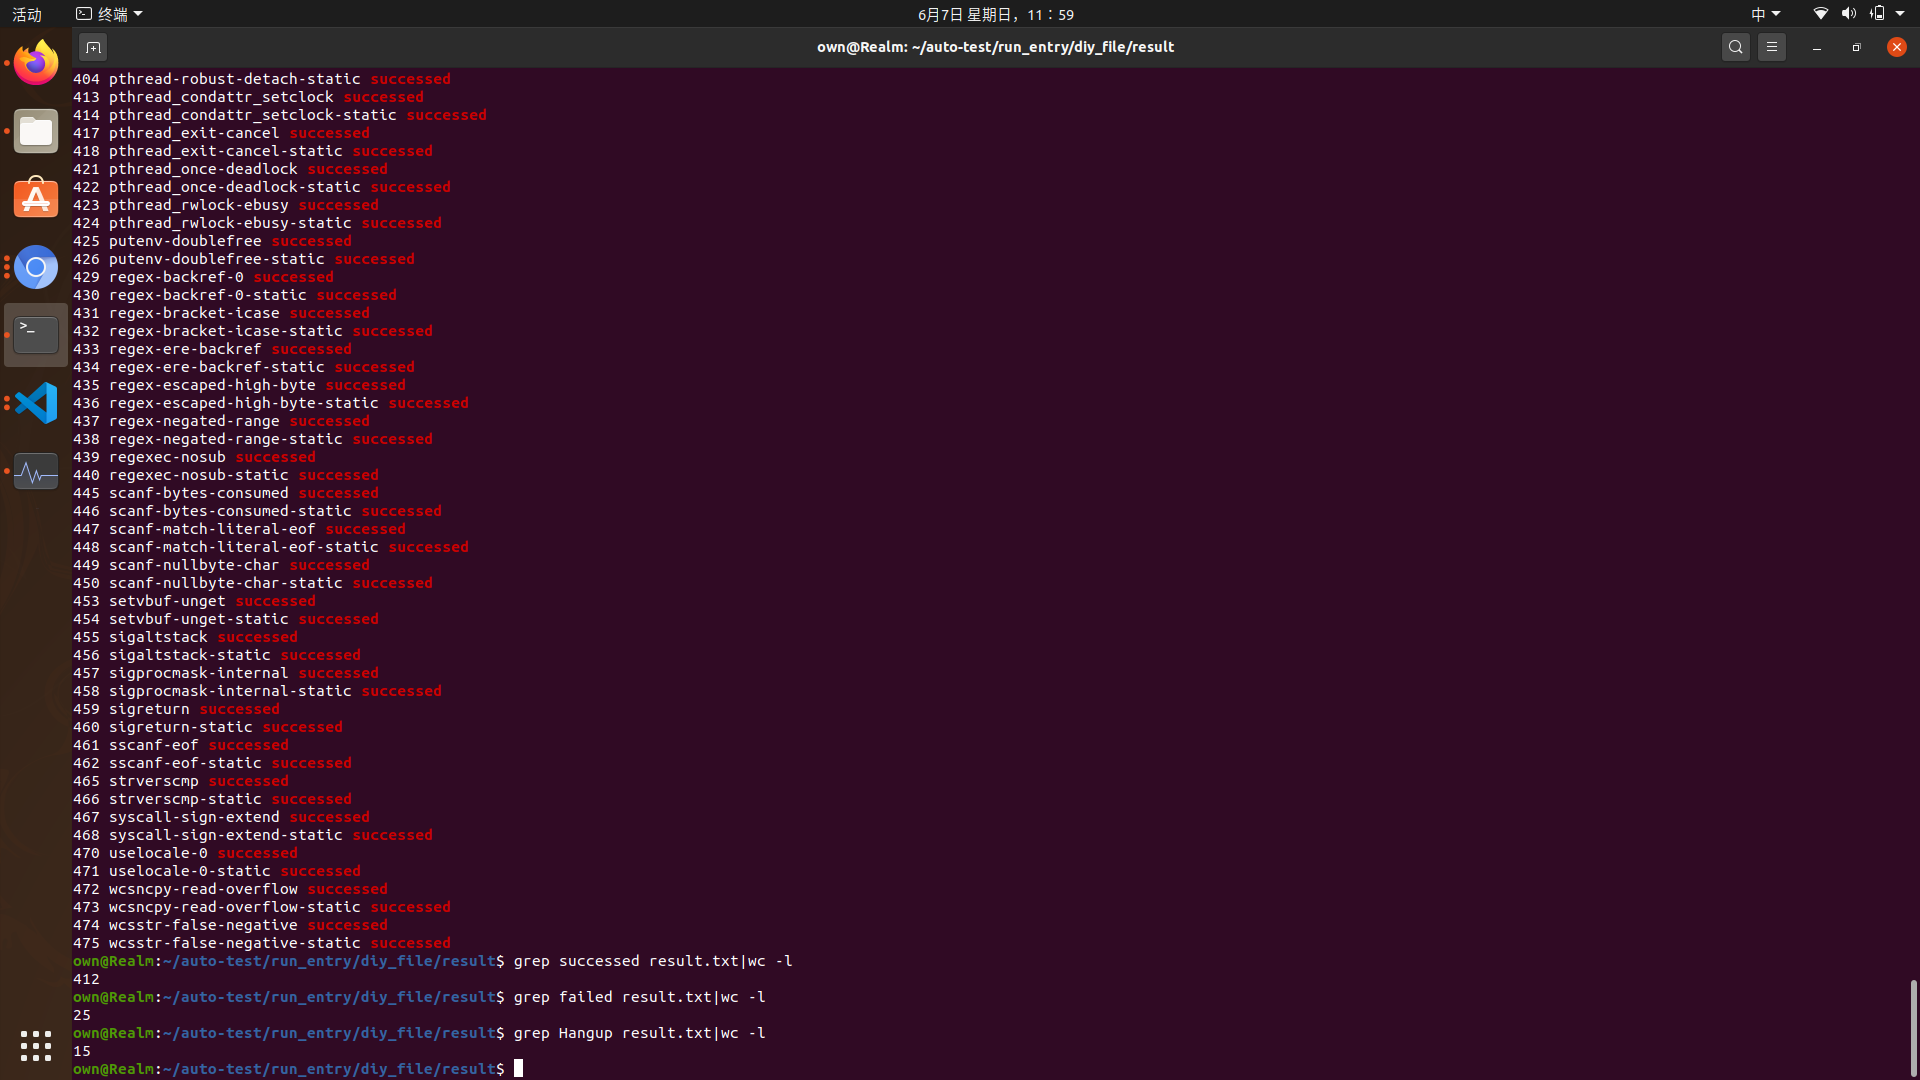 活动
终端
6月7日 星期日，11：59
中
own@Realm: ~/auto-test/run_entry/diy_file/result
404 pthread-robust-detach-static successed
413 pthread_condattr_setclock successed
414 pthread_condattr_setclock-static successed
417 pthread_exit-cancel successed
418 pthread_exit-cancel-static successed
421 pthread_once-deadlock successed
422 pthread_once-deadlock-static successed
423 pthread_rwlock-ebusy successed
424 pthread_rwlock-ebusy-static successed
425 putenv-doublefree successed
426 putenv-doublefree-static successed
429 regex-backref-0 successed
430 regex-backref-0-static successed
431 regex-bracket-icase successed
432 regex-bracket-icase-static successed
433 regex-ere-backref successed
434 regex-ere-backref-static successed
435 regex-escaped-high-byte successed
436 regex-escaped-high-byte-static successed
437 regex-negated-range successed
438 regex-negated-range-static successed
439 regexec-nosub successed
440 regexec-nosub-static successed
445 scanf-bytes-consumed successed
446 scanf-bytes-consumed-static successed
447 scanf-match-literal-eof successed
448 scanf-match-literal-eof-static successed
449 scanf-nullbyte-char successed
450 scanf-nullbyte-char-static successed
453 setvbuf-unget successed
454 setvbuf-unget-static successed
455 sigaltstack successed
456 sigaltstack-static successed
457 sigprocmask-internal successed
458 sigprocmask-internal-static successed
459 sigreturn successed
460 sigreturn-static successed
461 sscanf-eof successed
462 sscanf-eof-static successed
465 strverscmp successed
466 strverscmp-static successed
467 syscall-sign-extend successed
468 syscall-sign-extend-static successed
470 uselocale-0 successed
471 uselocale-0-static successed
472 wcsncpy-read-overflow successed
473 wcsncpy-read-overflow-static successed
474 wcsstr-false-negative successed
475 wcsstr-false-negative-static successed
own@Realm:~/auto-test/run_entry/diy_file/result$ grep successed result.txt|wc -l
412
own@Realm:~/auto-test/run_entry/diy_file/result$ grep failed result.txt|wc -l
25
own@Realm:~/auto-test/run_entry/diy_file/result$ grep Hangup result.txt|wc -l
15
own@Realm:~/auto-test/run_entry/diy_file/result$